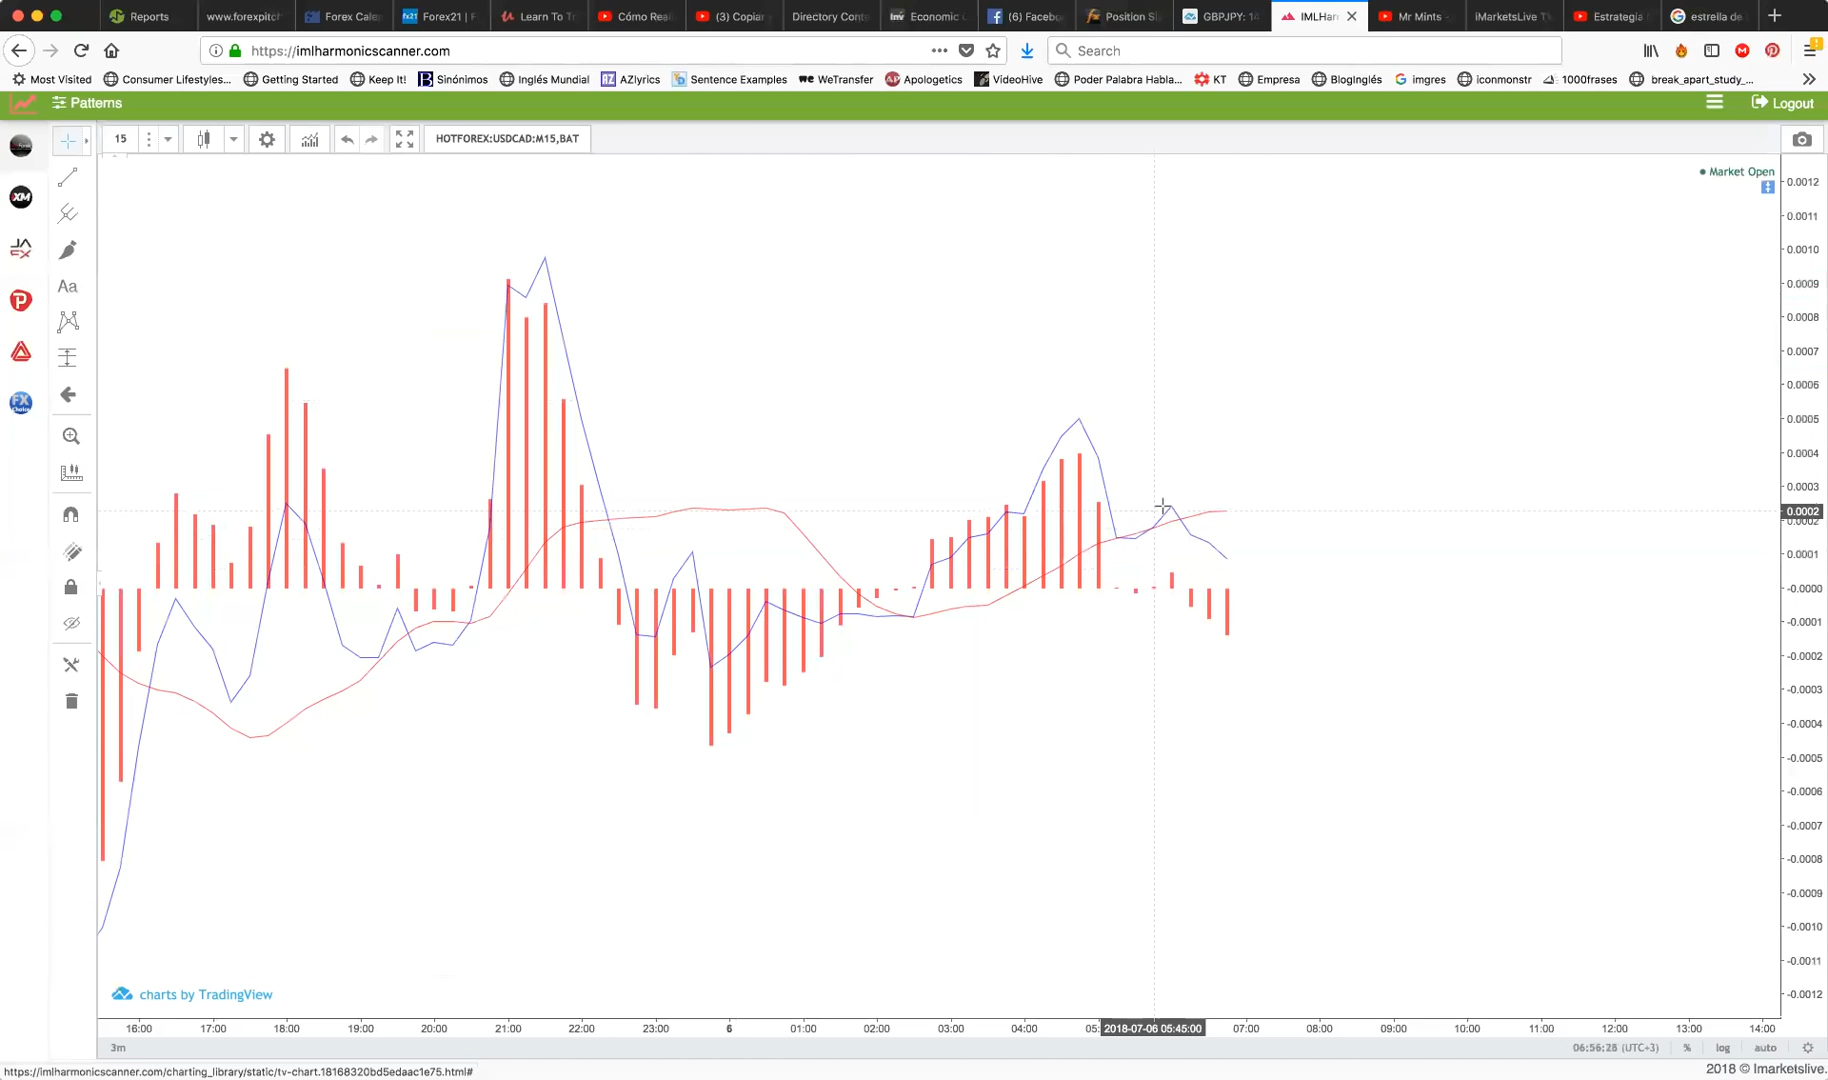 Reports
www.forexpitch
Forex Caler
Forex21 | F
Learn To Tr
Cómo Reali
(3) Copiar
Directory Conte
Economic
(6) Facebo
Position Si
GBPJPY: 14
IMLHar
Mr Mints -
iMarketsLive TV
Estrategia
estrella de
https://imlharmonicscanner.com
Search
Most Visited
Consumer Lifestyles...
Getting Started
Keep It!
Sinónimos
Inglés Mundial
AZlyrics
Sentence Examples
WeTransfer
Apologetics
VideoHive
Poder Palabra Habla...
KT
Empresa
BlogInglés
imgres
iconmonstr
1000frases
break_apart_study_...
Patterns
Logout
15
HOTFOREX:USDCAD:M15,BAT
XM
Aa
Market Open
0.0012
0.0011
0.0010
0.0009
0.0008
0.0007
0.0006
0.0005
0.0004
0.0003
0.0002
0.0002
0.0001
-0.0000
-0.0001
-0.0002
-0.0003
-0.0004
-0.0005
-0.0006
-0.0007
-0.0008
-0.0009
-0.0010
-0.0011
-0.0012
charts by TradingView
16:00
17:00
18:00
19:00
20:00
21:00
22:00
23:00
6
01:00
02:00
03:00
04:00
05:
2018-07-06 05:45:00
07:00
08:00
09:00
10:00
11:00
12:00
13:00
14:00
3m
06:56:28 (UTC+3)
%
log
auto
https://imlharmonicscanner.com/charting_library/static/tv-chart.18168320bd5edaac1e75.html#
2018 © Imarketslive.